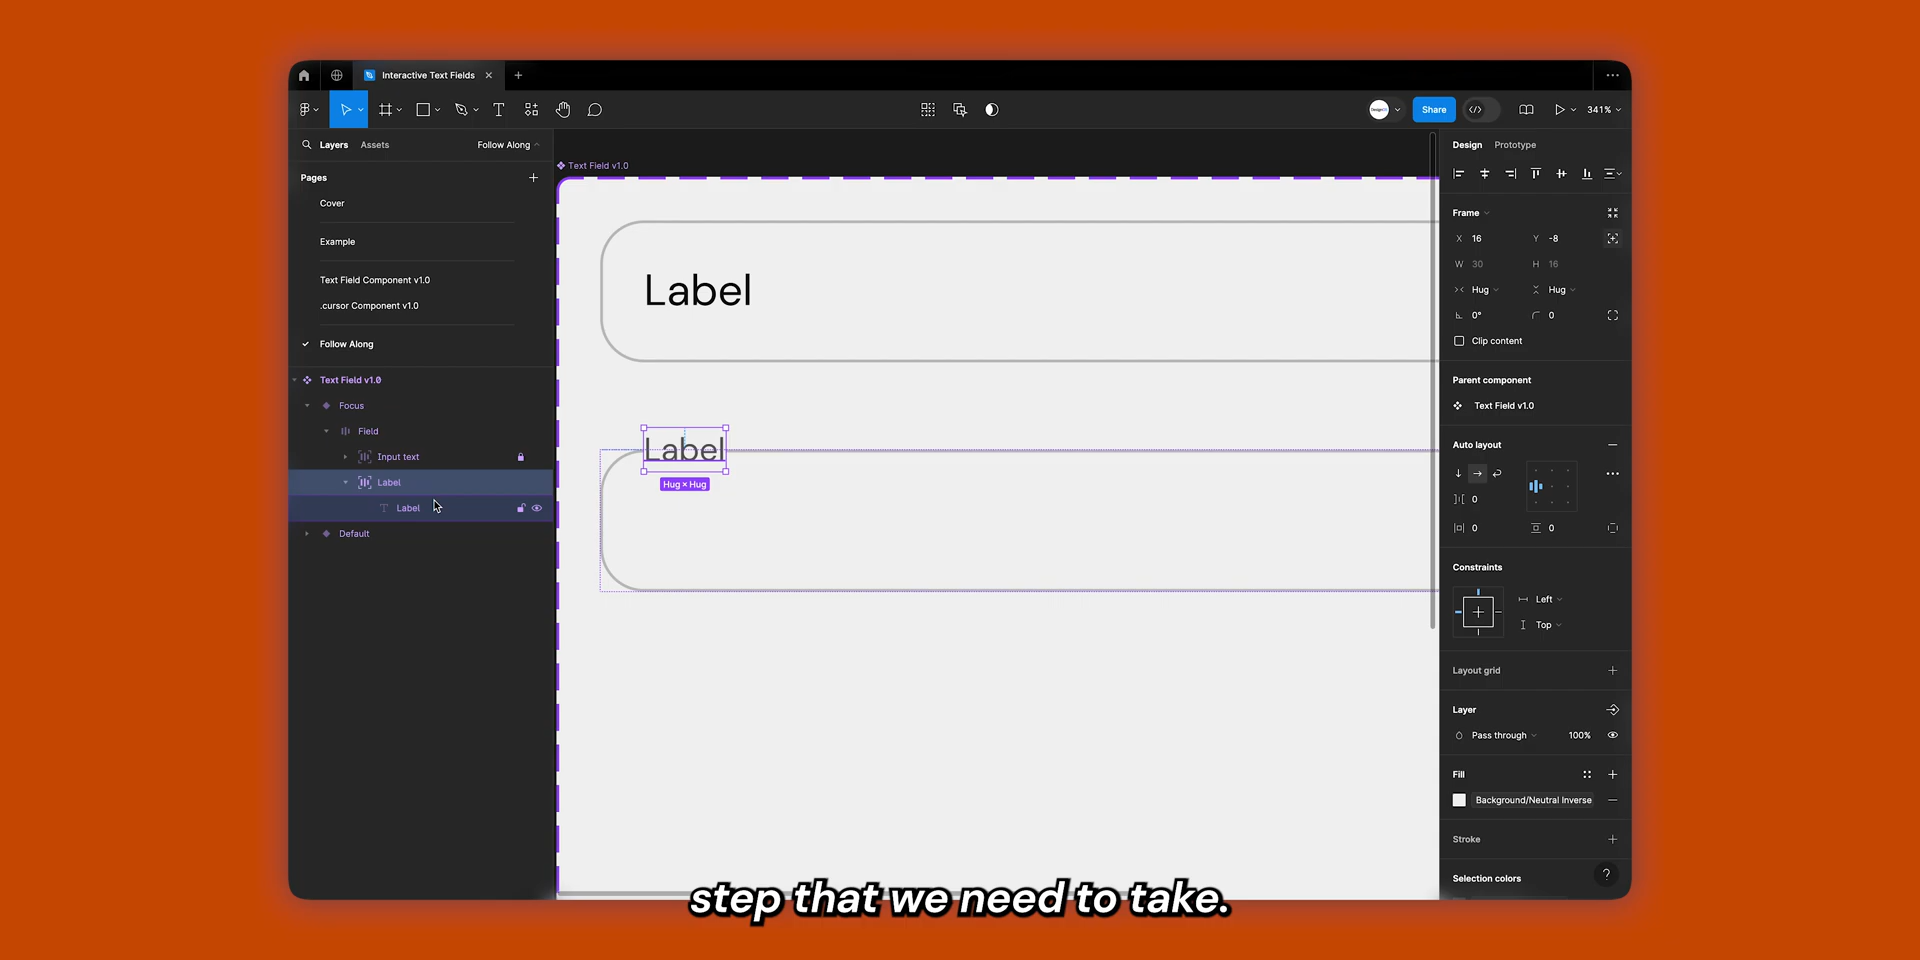 Interactive Text Fields
Share
341%
Layers
Assets
Follow Along
Pages
Cover
Example
Text Field Component v1.0
.cursor Component v1.0
Follow Along
Text Field v1.0
Focus
Field
Input text
Label
Label
Default
Text Field v1.0
Label
Label
Hug × Hug
Design
Prototype
Frame
X 16
Y -8
W 30
H 16
Hug
Hug
0°
0
Clip content
Parent component
Text Field v1.0
Auto layout
0
0
0
Constraints
Left
Top
Layout grid
Layer
Pass through
100%
Fill
Background/Neutral Inverse
Stroke
Selection colors
?
step that we need to take.